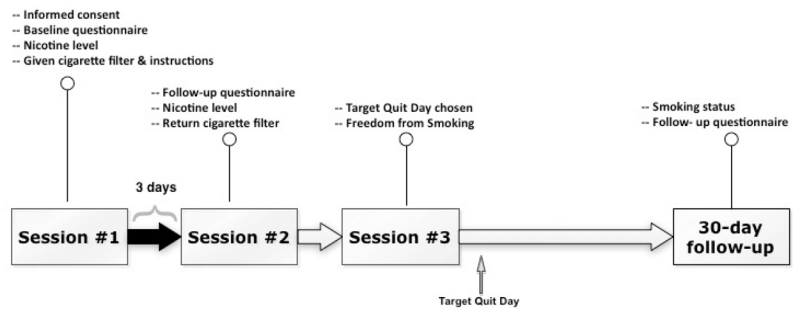 -- Informed consent
-- Baseline questionnaire
-- Nicotine level
-- Given cigarette filter & instructions
-- Follow-up questionnaire
-- Nicotine level
-- Return cigarette filter
-- Target Quit Day chosen
-- Freedom from Smoking
-- Smoking status
-- Follow- up questionnaire
3 days
Session #1
Session #2
Session #3
30-day
follow-up
Target Quit Day